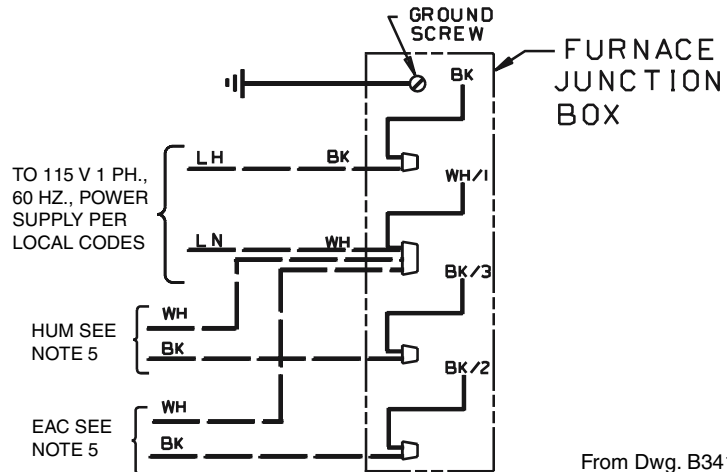 GROUND
SCREW
FURNACE
JUNCTION
BOX
BK
TO 115 V 1 PH.,
60 HZ., POWER
SUPPLY PER
LOCAL CODES
LH
BK
WH/1
LN
WH
BK/3
HUM SEE
NOTE 5
WH
BK
BK/2
EAC SEE
NOTE 5
WH
BK
From Dwg. B341